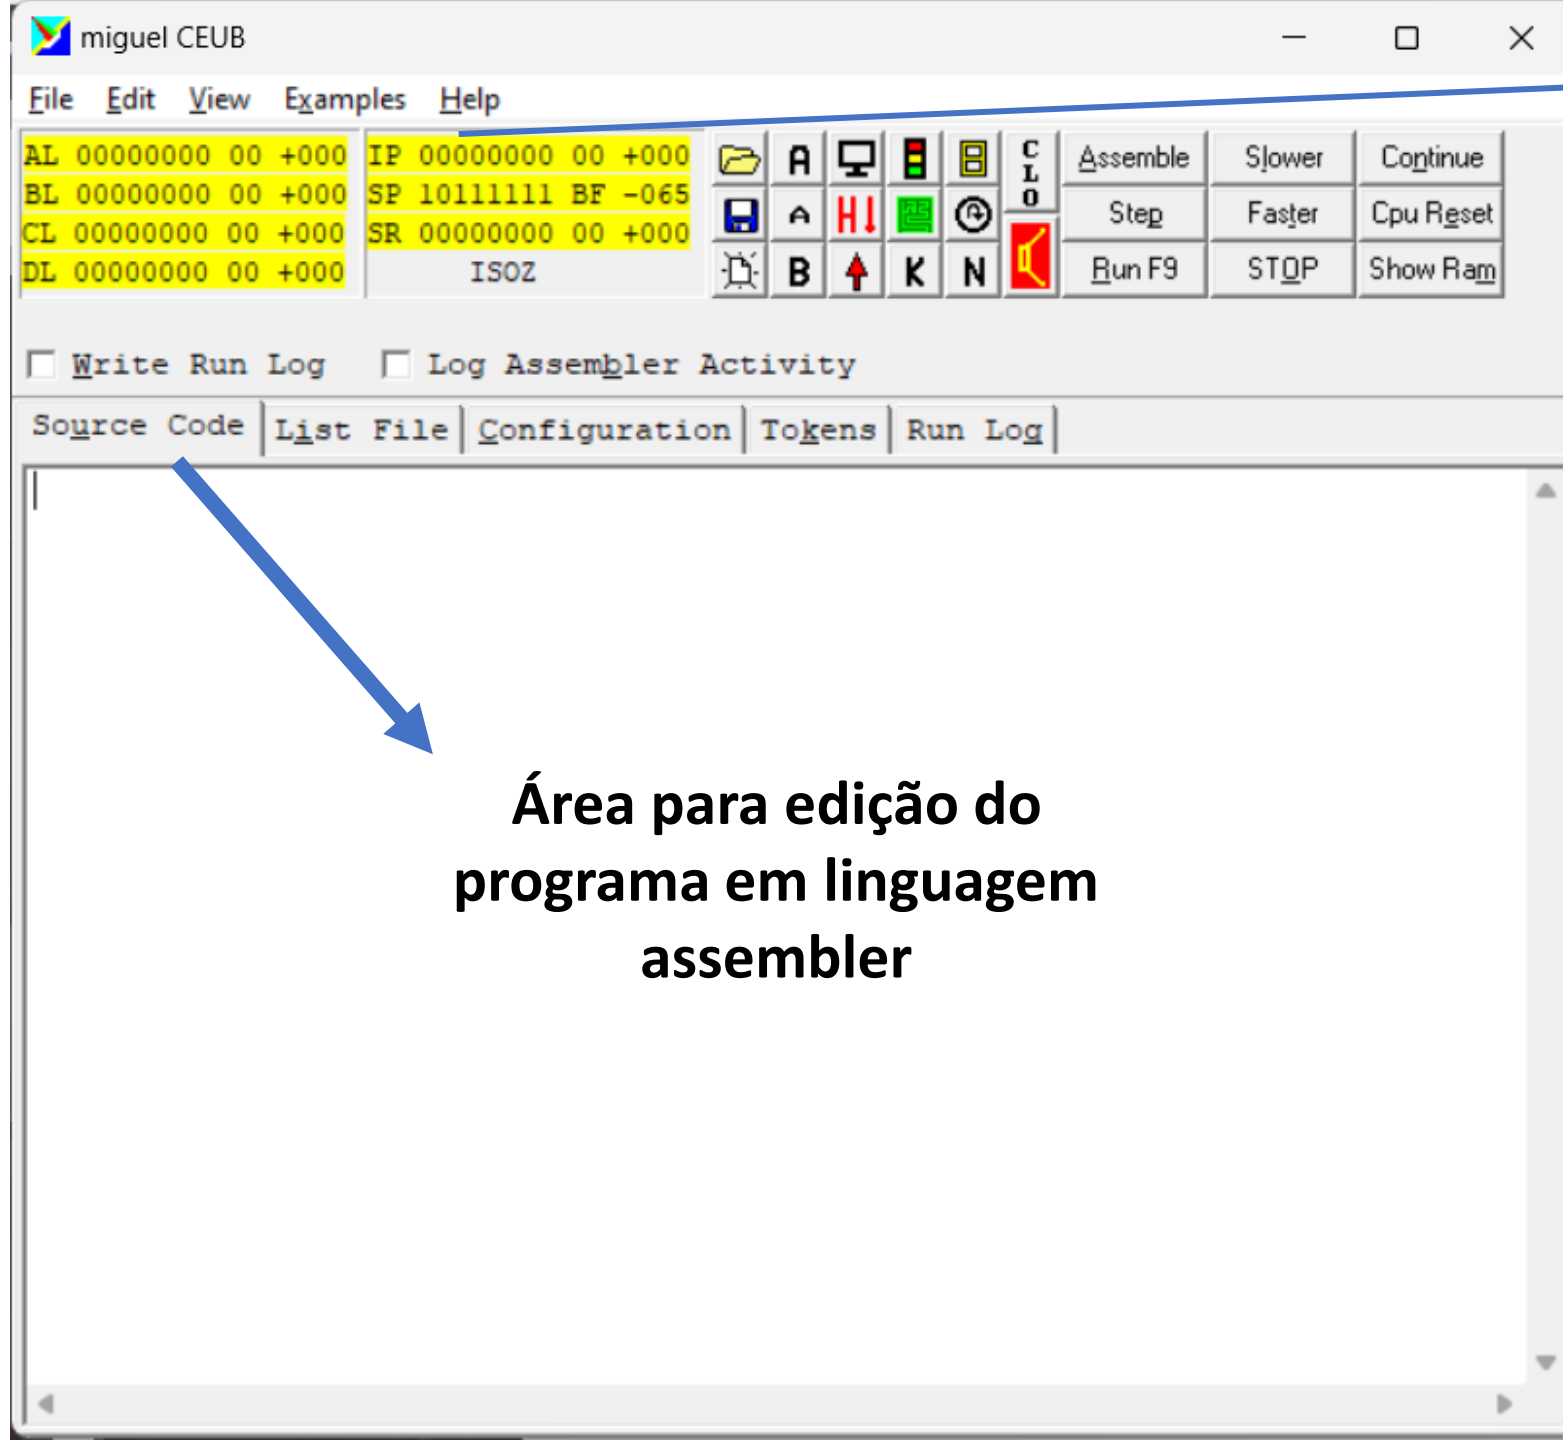 miguel CEUB
File Edit View Examples Help
AL 00000000 00 +000 IP 00000000 00 +000
BL 00000000 00 +000 SP 10111111 BF -065
CL 00000000 00 +000 SR 00000000 00 +000
DL 00000000 00 +000 ISOZ
A C L O Assemble Slower Continue
A H Step Faster Cpu Reset
B K N Run F9 STOP Show Ram
Write Run Log Log Assembler Activity
Source Code List File Configuration Tokens Run Log
Área para edição do
programa em linguagem
assembler